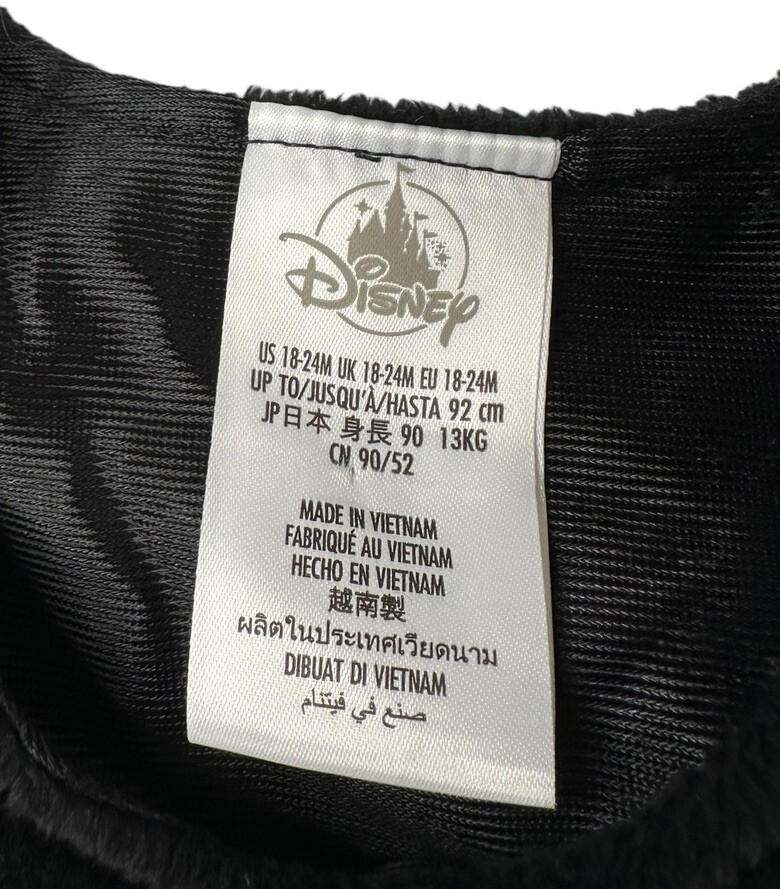 Disney
US 18-24M UK 18-24M EU 18-24M
UP TO/JUSQU'À/HASTA 92 cm
JP日本 身長 90 13KG
CN 90/52
MADE IN VIETNAM
FABRIQUÉ AU VIETNAM
HECHO EN VIETNAM
越南製
ผลิตในประเทศเวียดนาม
DIBUAT DI VIETNAM
صنع في فيتنام